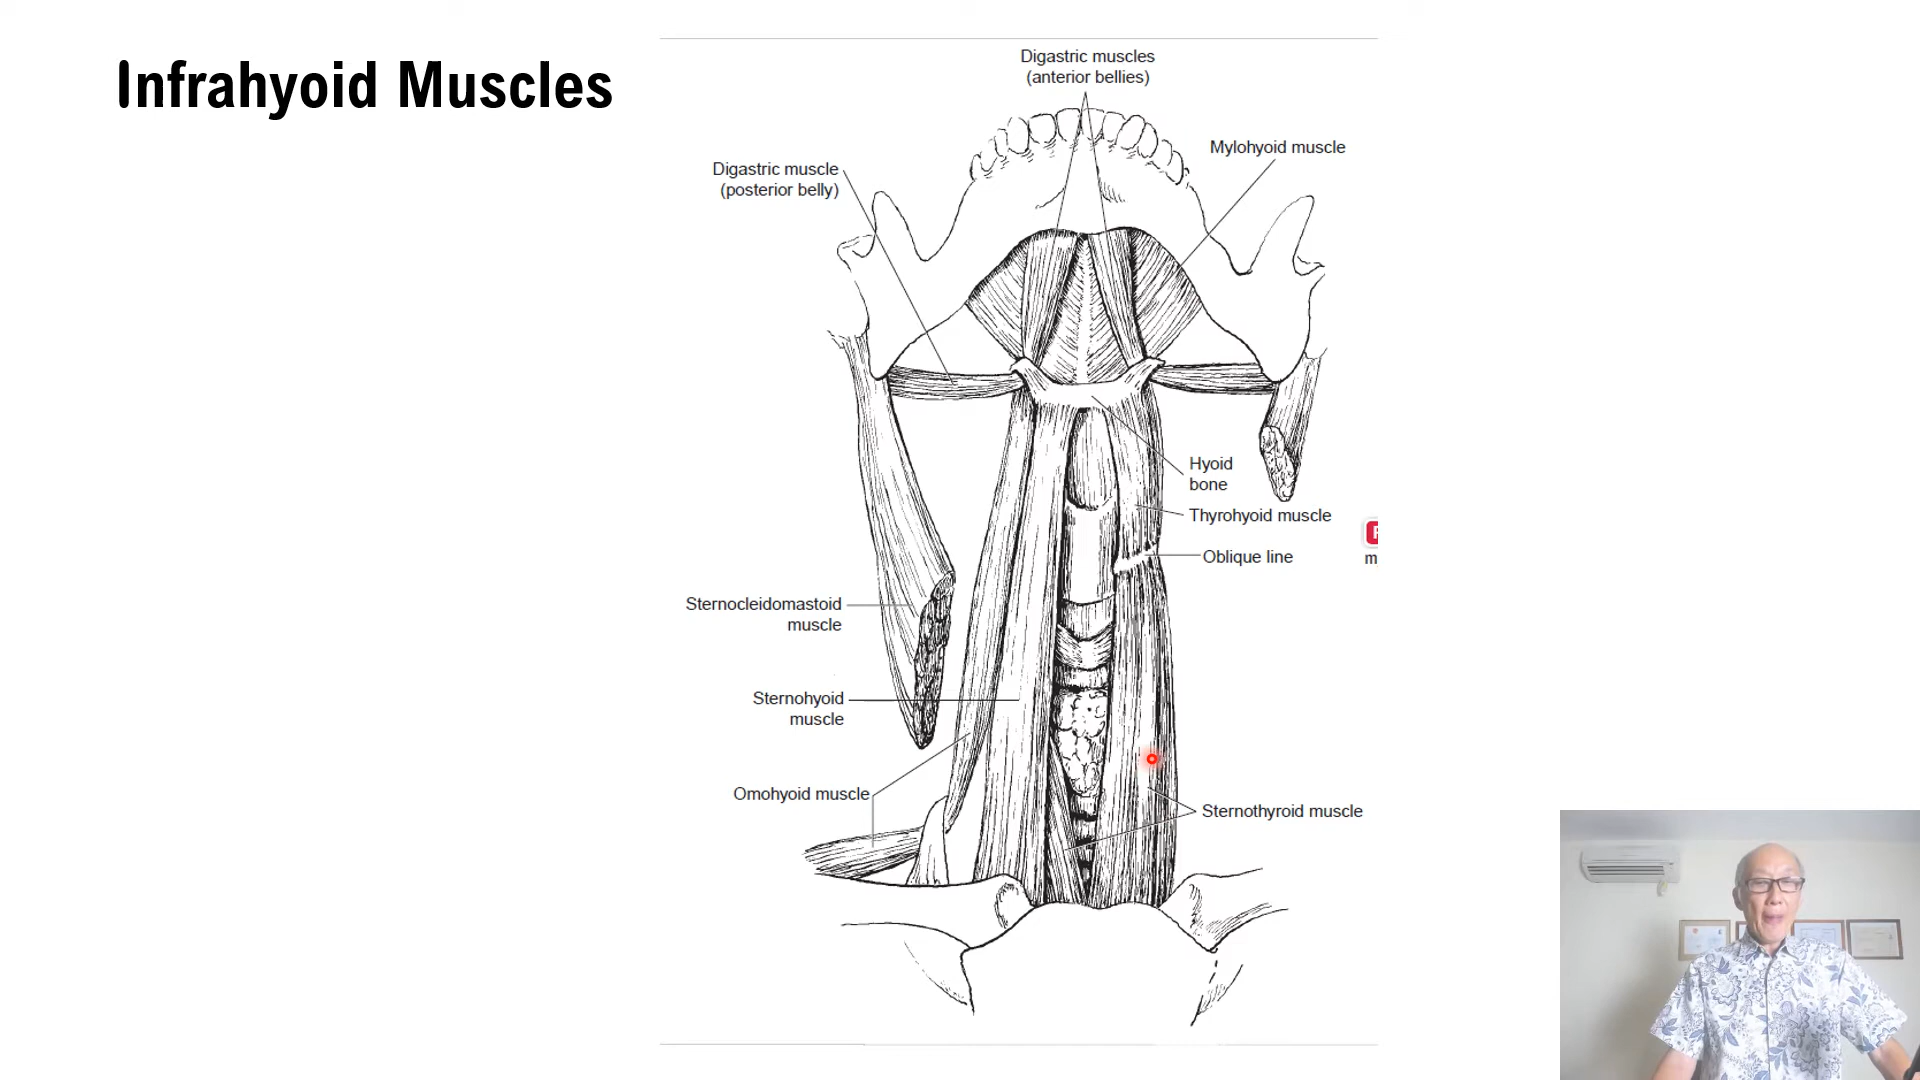 Infrahyoid Muscles
Digastric muscles
(anterior bellies)
Mylohyoid muscle
Digastric muscle
(posterior belly)
Hyoid
bone
Thyrohyoid muscle
Oblique line
m
Sternocleidomastoid
muscle
Sternohyoid
muscle
Omohyoid muscle
Sternothyroid muscle